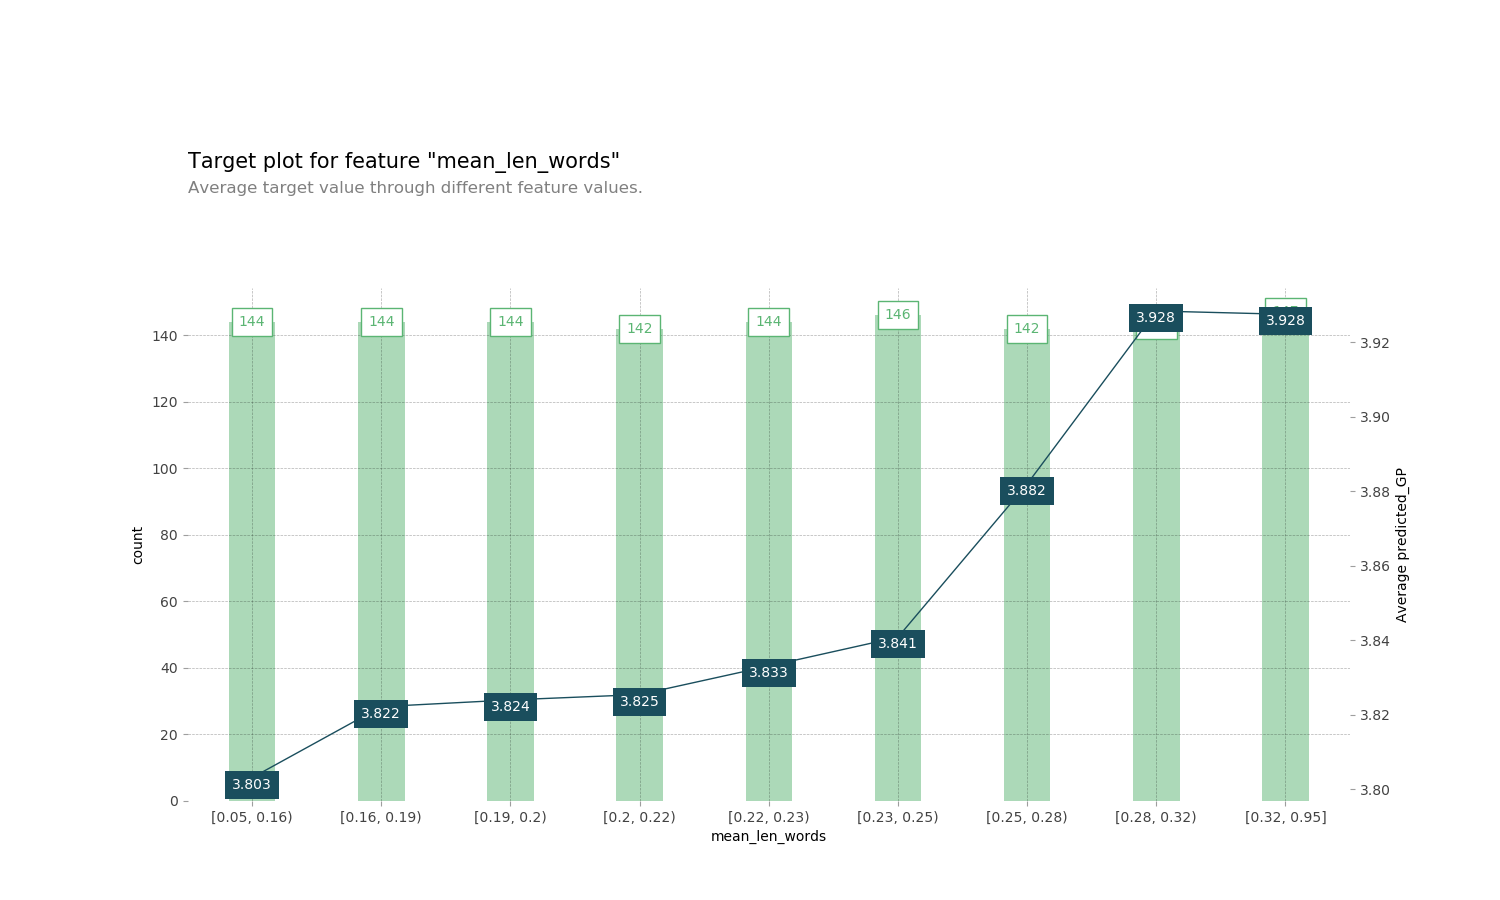 Target plot for feature "mean_len_words"
Average target value through different feature values.
144 144 144 142 144 146 142
3.928 3.928
140 120 100 80 60 40 20 0
3.92 3.90 3.88 3.86 3.84 3.82 3.80
3.882
3.841
3.833
3.825
3.824
3.822
3.803
count
Average predicted_GP
[0.05, 0.16) [0.16, 0.19) [0.19, 0.2) [0.2, 0.22) [0.22, 0.23) [0.23, 0.25) [0.25, 0.28) [0.28, 0.32) [0.32, 0.95]
mean_len_words